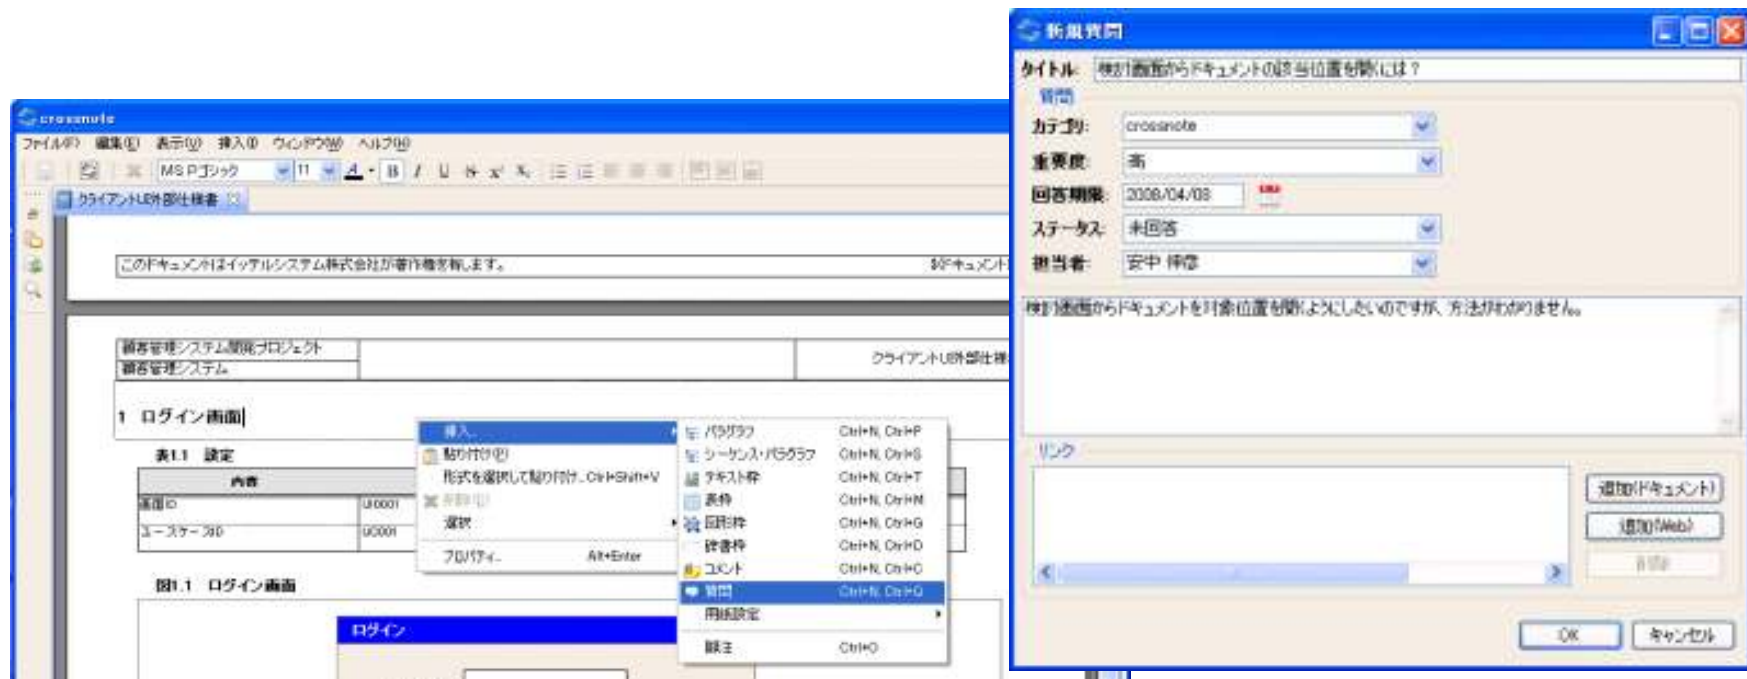 crossnote
ファイル(F) 編集(E) 表示(V) 挿入(I) ウィンドウ(W) ヘルプ(H)
MS Pゴシック 11 A B I U
クライアントUI外部仕様書
このドキュメントはイッテルシステム株式会社が著作権を有します。
顧客管理システム開発プロジェクト
顧客管理システム
クライアントUI外部仕様
1 ログイン画面
表1.1 設定
内容
画面ID UI0001
ユースケースID UC001
図1.1 ログイン画面
ログイン
挿入...
貼り付け(P)
形式を選択して貼り付け... Ctrl+Shift+V
削除(D)
選択
プロパティ... Alt+Enter
パラグラフ Ctrl+N, Ctrl+P
シーケンス・パラグラフ Ctrl+N, Ctrl+S
テキスト枠 Ctrl+N, Ctrl+T
表枠 Ctrl+N, Ctrl+M
図形枠 Ctrl+N, Ctrl+G
辞書枠 Ctrl+N, Ctrl+D
コメント Ctrl+N, Ctrl+C
質問 Ctrl+N, Ctrl+Q
用紙設定
脚注 Ctrl+O
新規質問
タイトル: 検討画面からドキュメントの該当位置を開くには?
質問
カテゴリ: crossnote
重要度: 高
回答期限: 2008/04/08
ステータス: 未回答
担当者: 安中 伸彦
検討画面からドキュメントを対象位置を開くようにしたいのですが、方法がわかりません。
リンク
追加(ドキュメント)
追加(Web)
削除
OK キャンセル